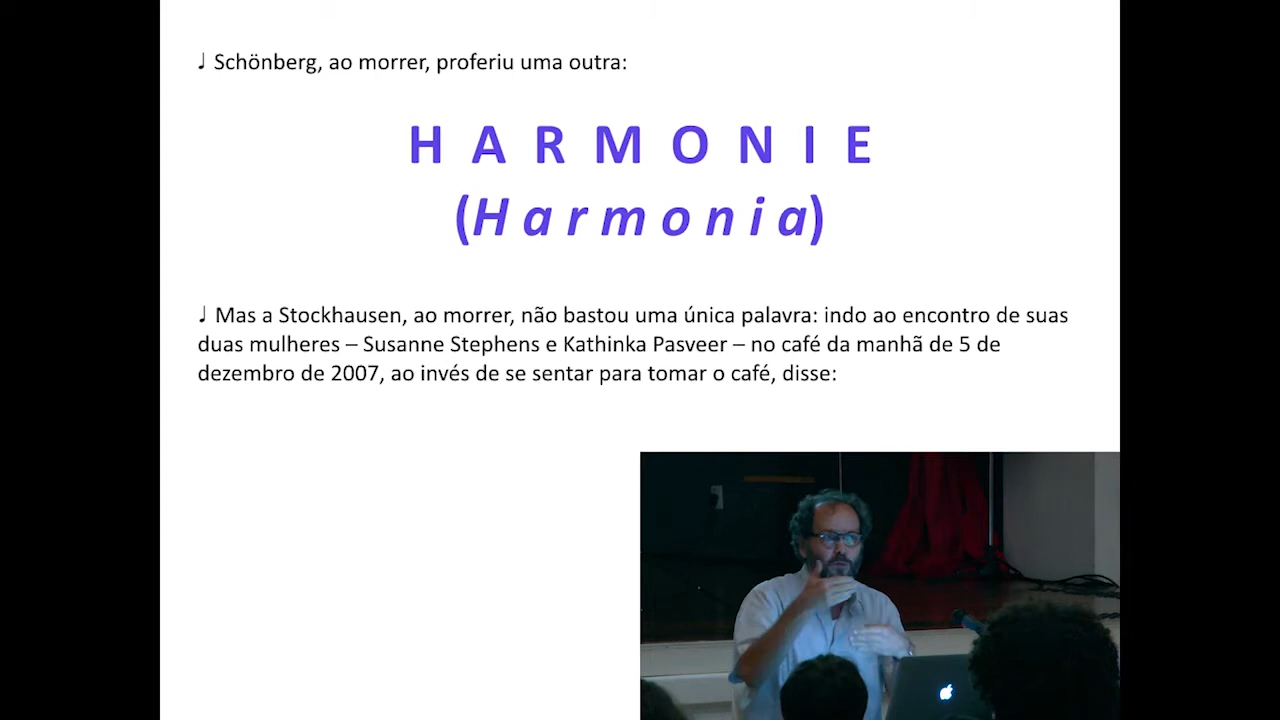 ♩ Schönberg, ao morrer, proferiu uma outra:
H A R M O N I E
(H a r m o n i a)
♩ Mas a Stockhausen, ao morrer, não bastou uma única palavra: indo ao encontro de suas
duas mulheres – Susanne Stephens e Kathinka Pasveer – no café da manhã de 5 de
dezembro de 2007, ao invés de se sentar para tomar o café, disse: